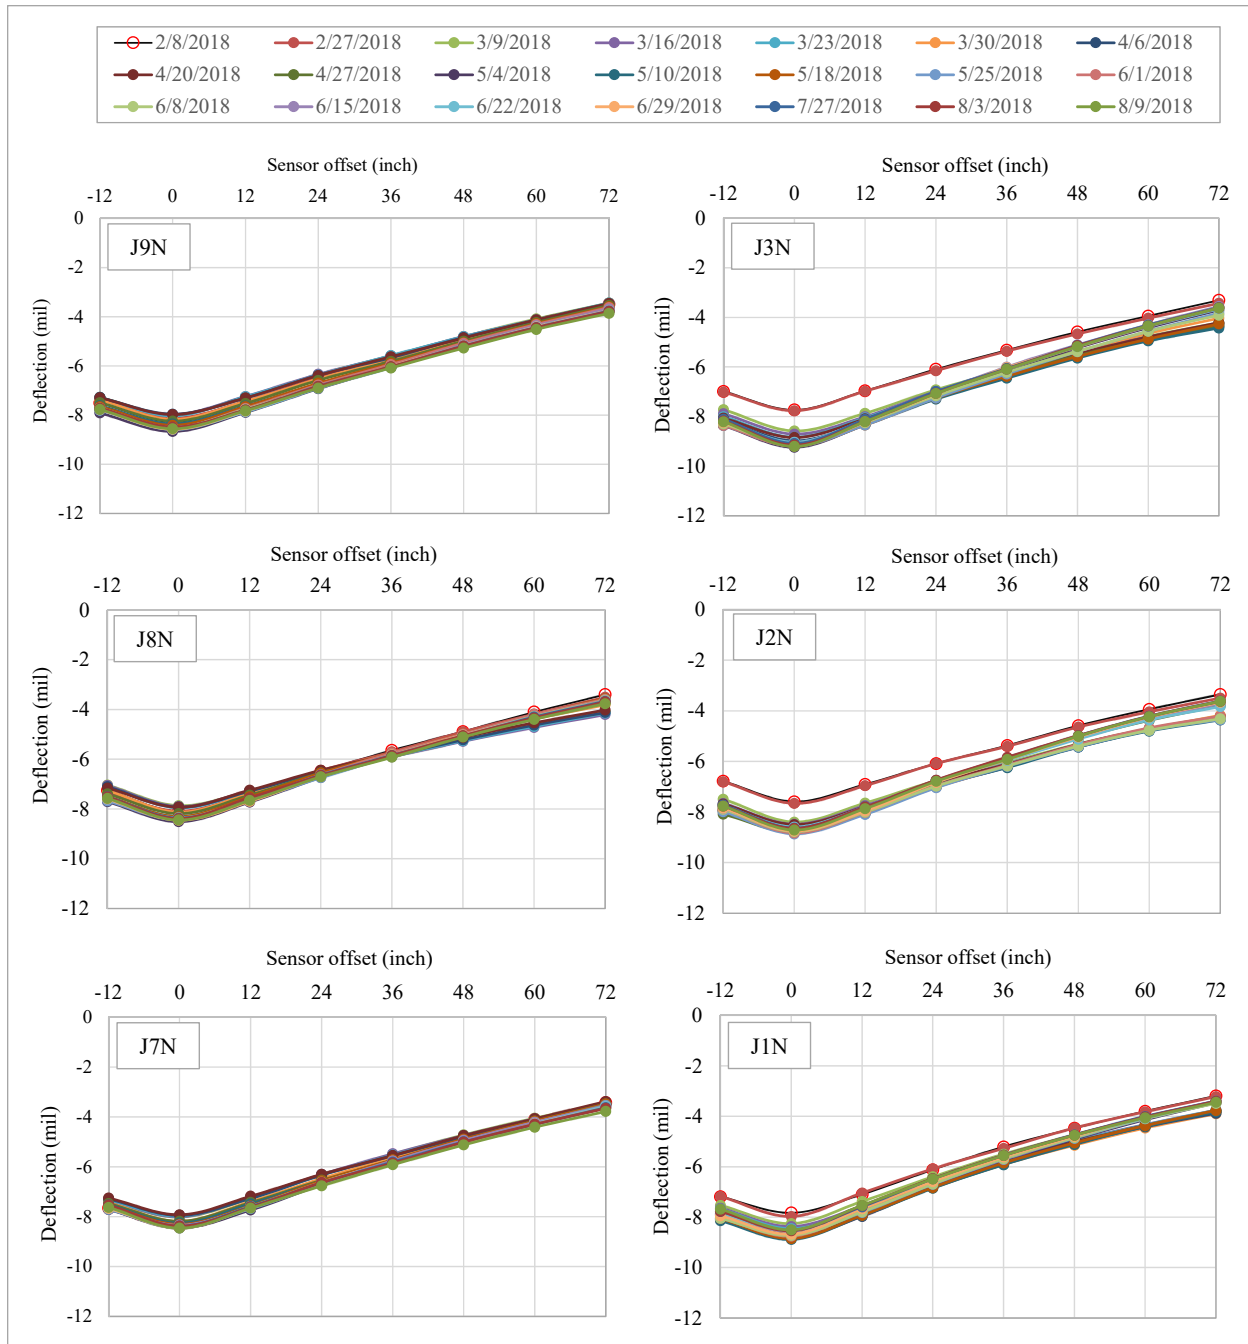 2/8/2018 2/27/2018 3/9/2018 3/16/2018 3/23/2018 3/30/2018 4/6/2018
4/20/2018 4/27/2018 5/4/2018 5/10/2018 5/18/2018 5/25/2018 6/1/2018
6/8/2018 6/15/2018 6/22/2018 6/29/2018 7/27/2018 8/3/2018 8/9/2018
Sensor offset (inch)
-12 0 12 24 36 48 60 72
0
-2
-4
-6
-8
-10
-12
Deflection (mil)
J9N
Sensor offset (inch)
-12 0 12 24 36 48 60 72
0
-2
-4
-6
-8
-10
-12
Deflection (mil)
J3N
Sensor offset (inch)
-12 0 12 24 36 48 60 72
0
-2
-4
-6
-8
-10
-12
Deflection (mil)
J8N
Sensor offset (inch)
-12 0 12 24 36 48 60 72
0
-2
-4
-6
-8
-10
-12
Deflection (mil)
J2N
Sensor offset (inch)
-12 0 12 24 36 48 60 72
0
-2
-4
-6
-8
-10
-12
Deflection (mil)
J7N
Sensor offset (inch)
-12 0 12 24 36 48 60 72
0
-2
-4
-6
-8
-10
-12
Deflection (mil)
J1N